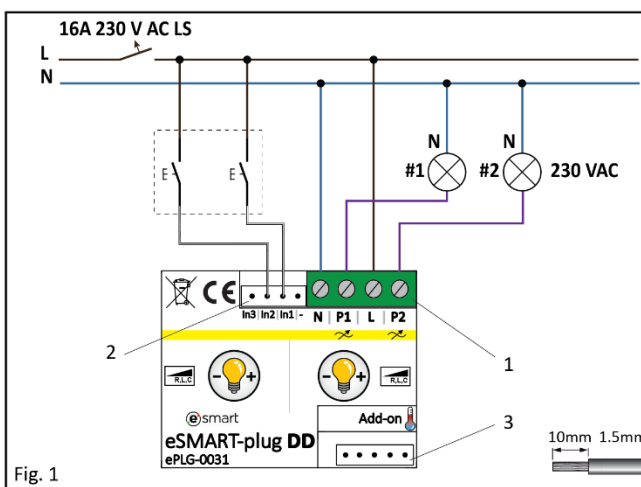 16A 230 V AC LS
L
N
N
N
#1
#2
230 VAC
E
E
In3 In2 In1 -
N | P1 | L | P2
2
1
- +
- +
R,L,C
R,L,C
esmart
Add-on
eSMART-plug DD
ePLG-0031
3
10mm 1.5mm
Fig. 1